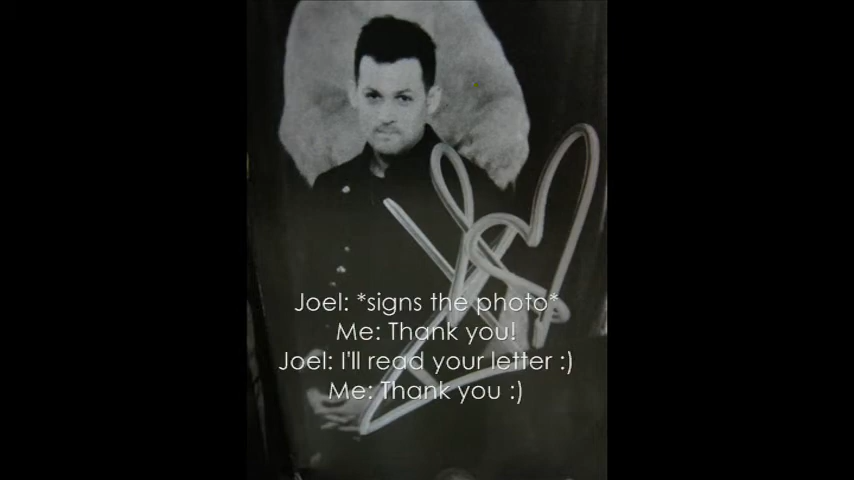 Joel: *signs the photo*
Me: Thank you!
Joel: I'll read your letter :)
Me: Thank you :)